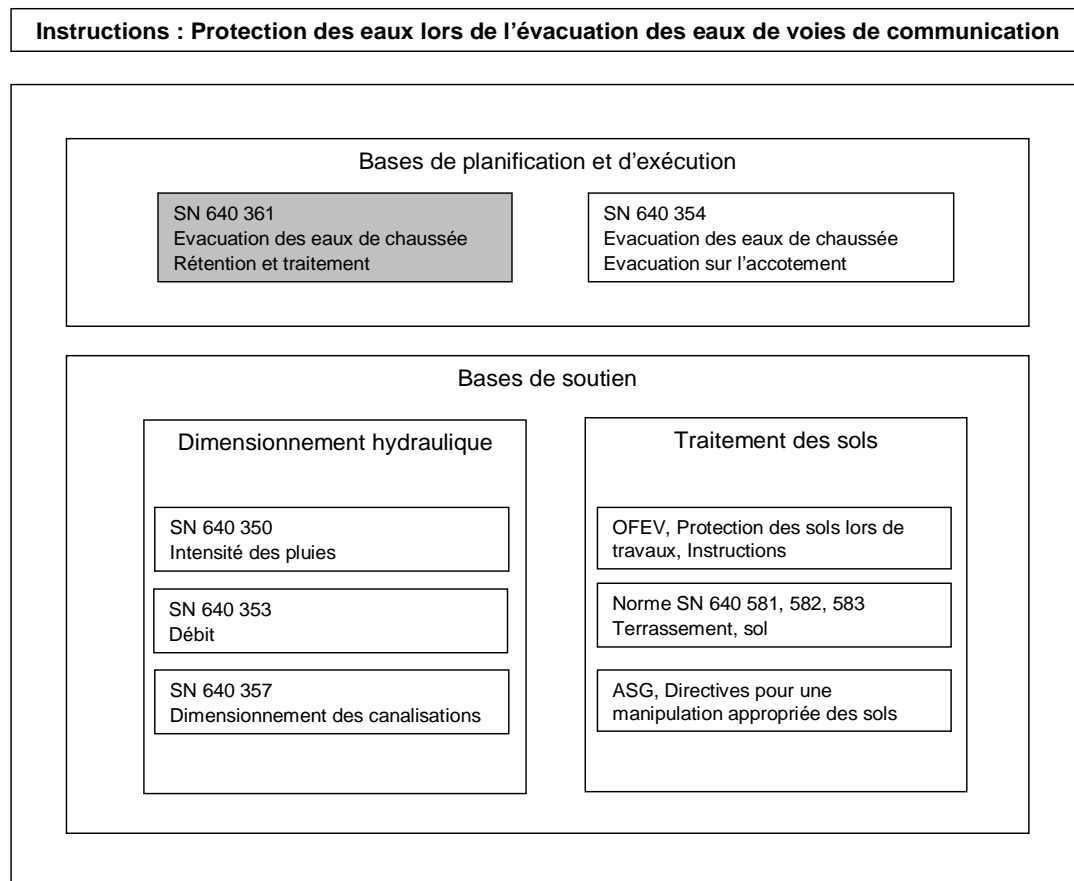 Instructions : Protection des eaux lors de l’évacuation des eaux de voies de communication
Bases de planification et d’exécution
SN 640 361
Evacuation des eaux de chaussée
Rétention et traitement
SN 640 354
Evacuation des eaux de chaussée
Evacuation sur l’accotement
Bases de soutien
Dimensionnement hydraulique
SN 640 350
Intensité des pluies
SN 640 353
Débit
SN 640 357
Dimensionnement des canalisations
Traitement des sols
OFEV, Protection des sols lors de
travaux, Instructions
Norme SN 640 581, 582, 583
Terrassement, sol
ASG, Directives pour une
manipulation appropriée des sols